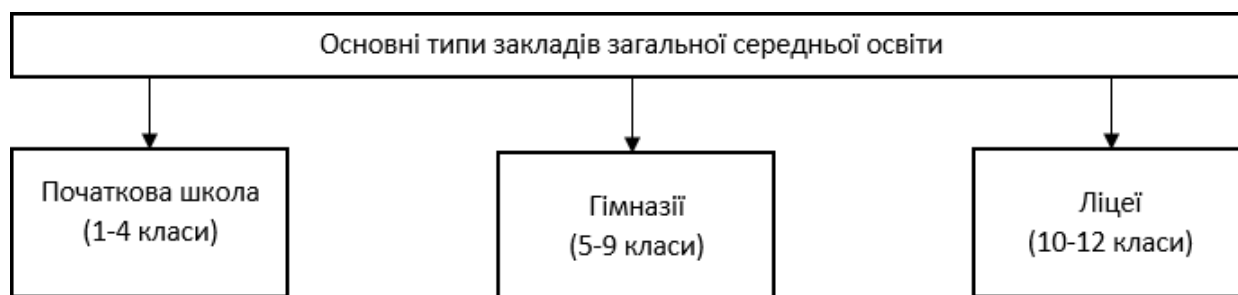 Основні типи закладів загальної середньої освіти
Початкова школа
(1-4 класи)
Гімназії
(5-9 класи)
Ліцеї
(10-12 класи)